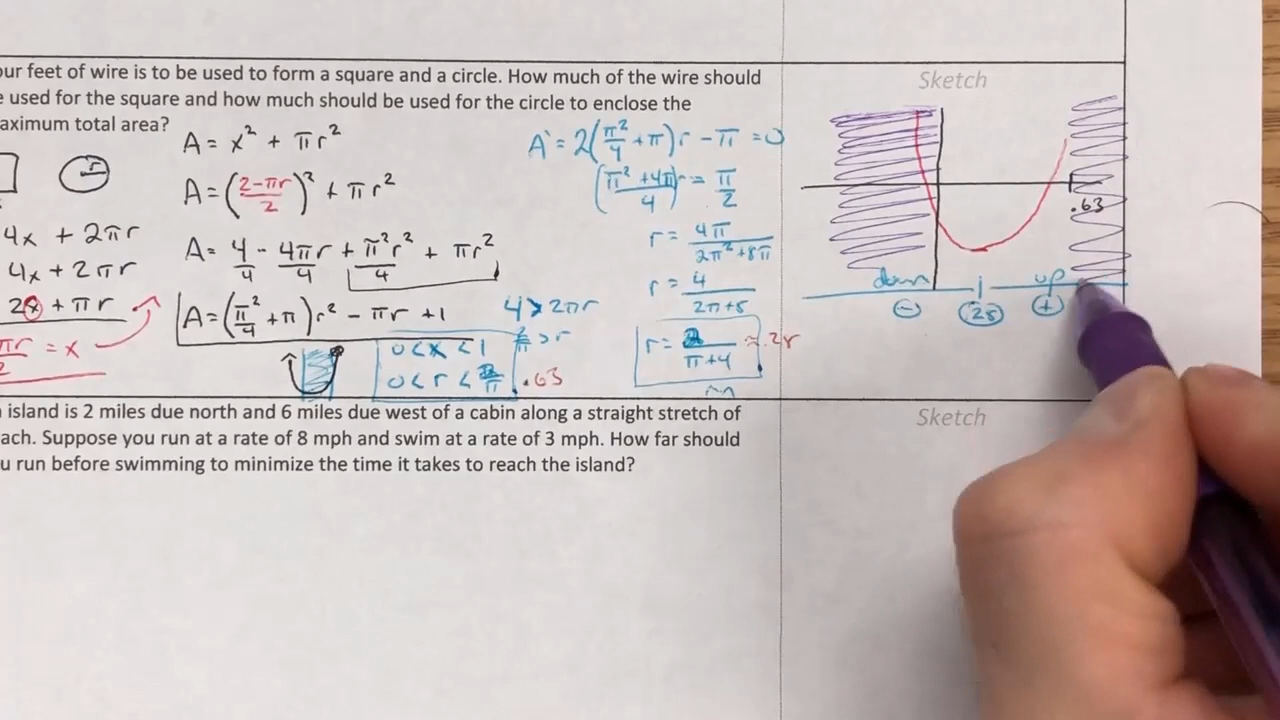 our feet of wire is to be used to form a square and a circle. How much of the wire should
e used for the square and how much should be used for the circle to enclose the
aximum total area?
Sketch
A = x² + πr²
A = (2-πr/2)² + πr²
4x + 2πr
A = 4/4 - 4πr/4 + π²r²/4 + πr²
4x + 2πr
2x + πr
A = (π²/4 + π) r² - πr + 1
πr/2 = x
4 > 2πr
0 < x < 1
0 < r < 2/π
.63
A' = 2(π²/4 + π) r - π = 0
(π² + 4π/4) r = π/2
r = 4π/2π²+8π
r = 4/2π+8
r = 2/π+4 ≈ .28
.63
down up
- .28 +
island is 2 miles due north and 6 miles due west of a cabin along a straight stretch of
ach. Suppose you run at a rate of 8 mph and swim at a rate of 3 mph. How far should
u run before swimming to minimize the time it takes to reach the island?
Sketch